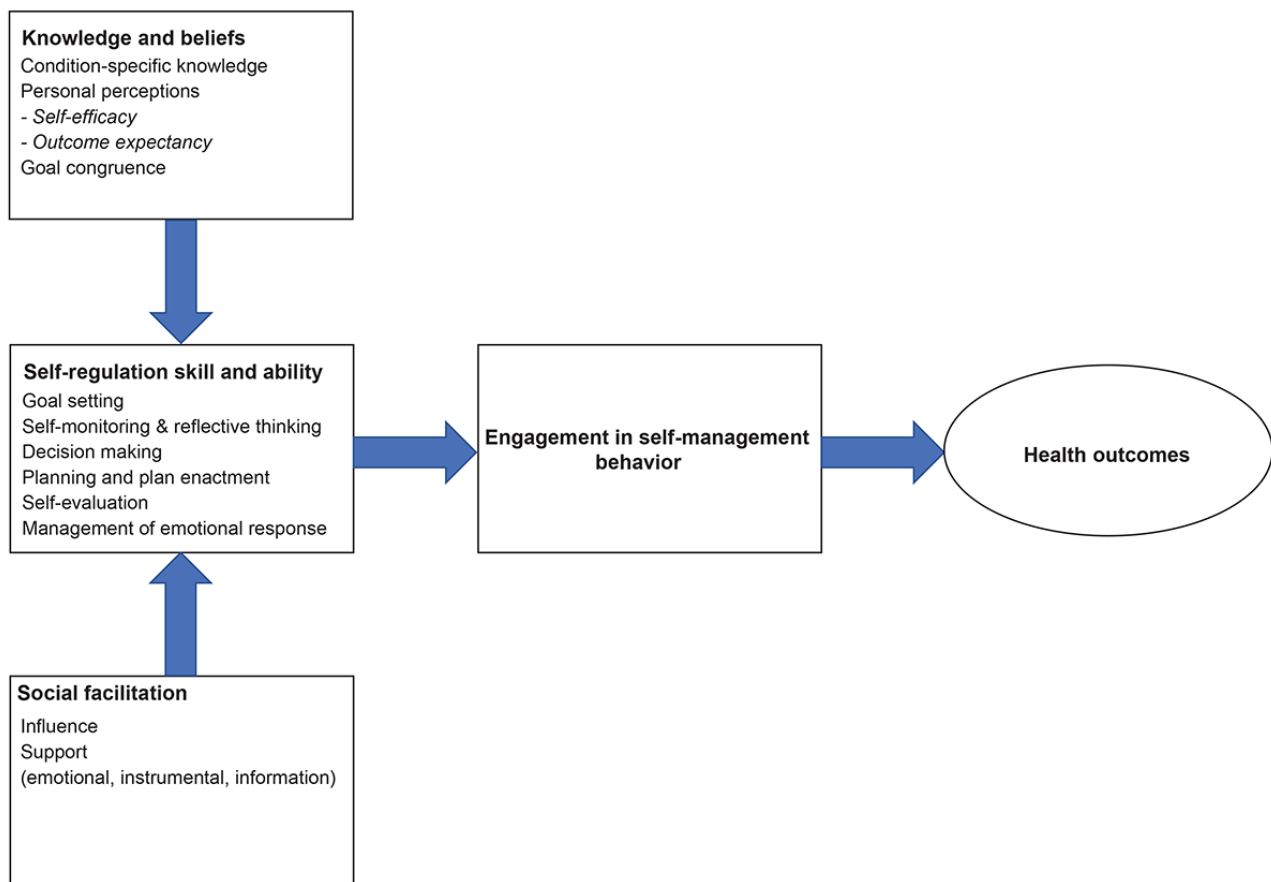 Knowledge and beliefs
Condition-specific knowledge
Personal perceptions
- Self-efficacy
- Outcome expectancy
Goal congruence
Self-regulation skill and ability
Goal setting
Self-monitoring & reflective thinking
Decision making
Planning and plan enactment
Self-evaluation
Management of emotional response
Engagement in self-management
behavior
Health outcomes
Social facilitation
Influence
Support
(emotional, instrumental, information)